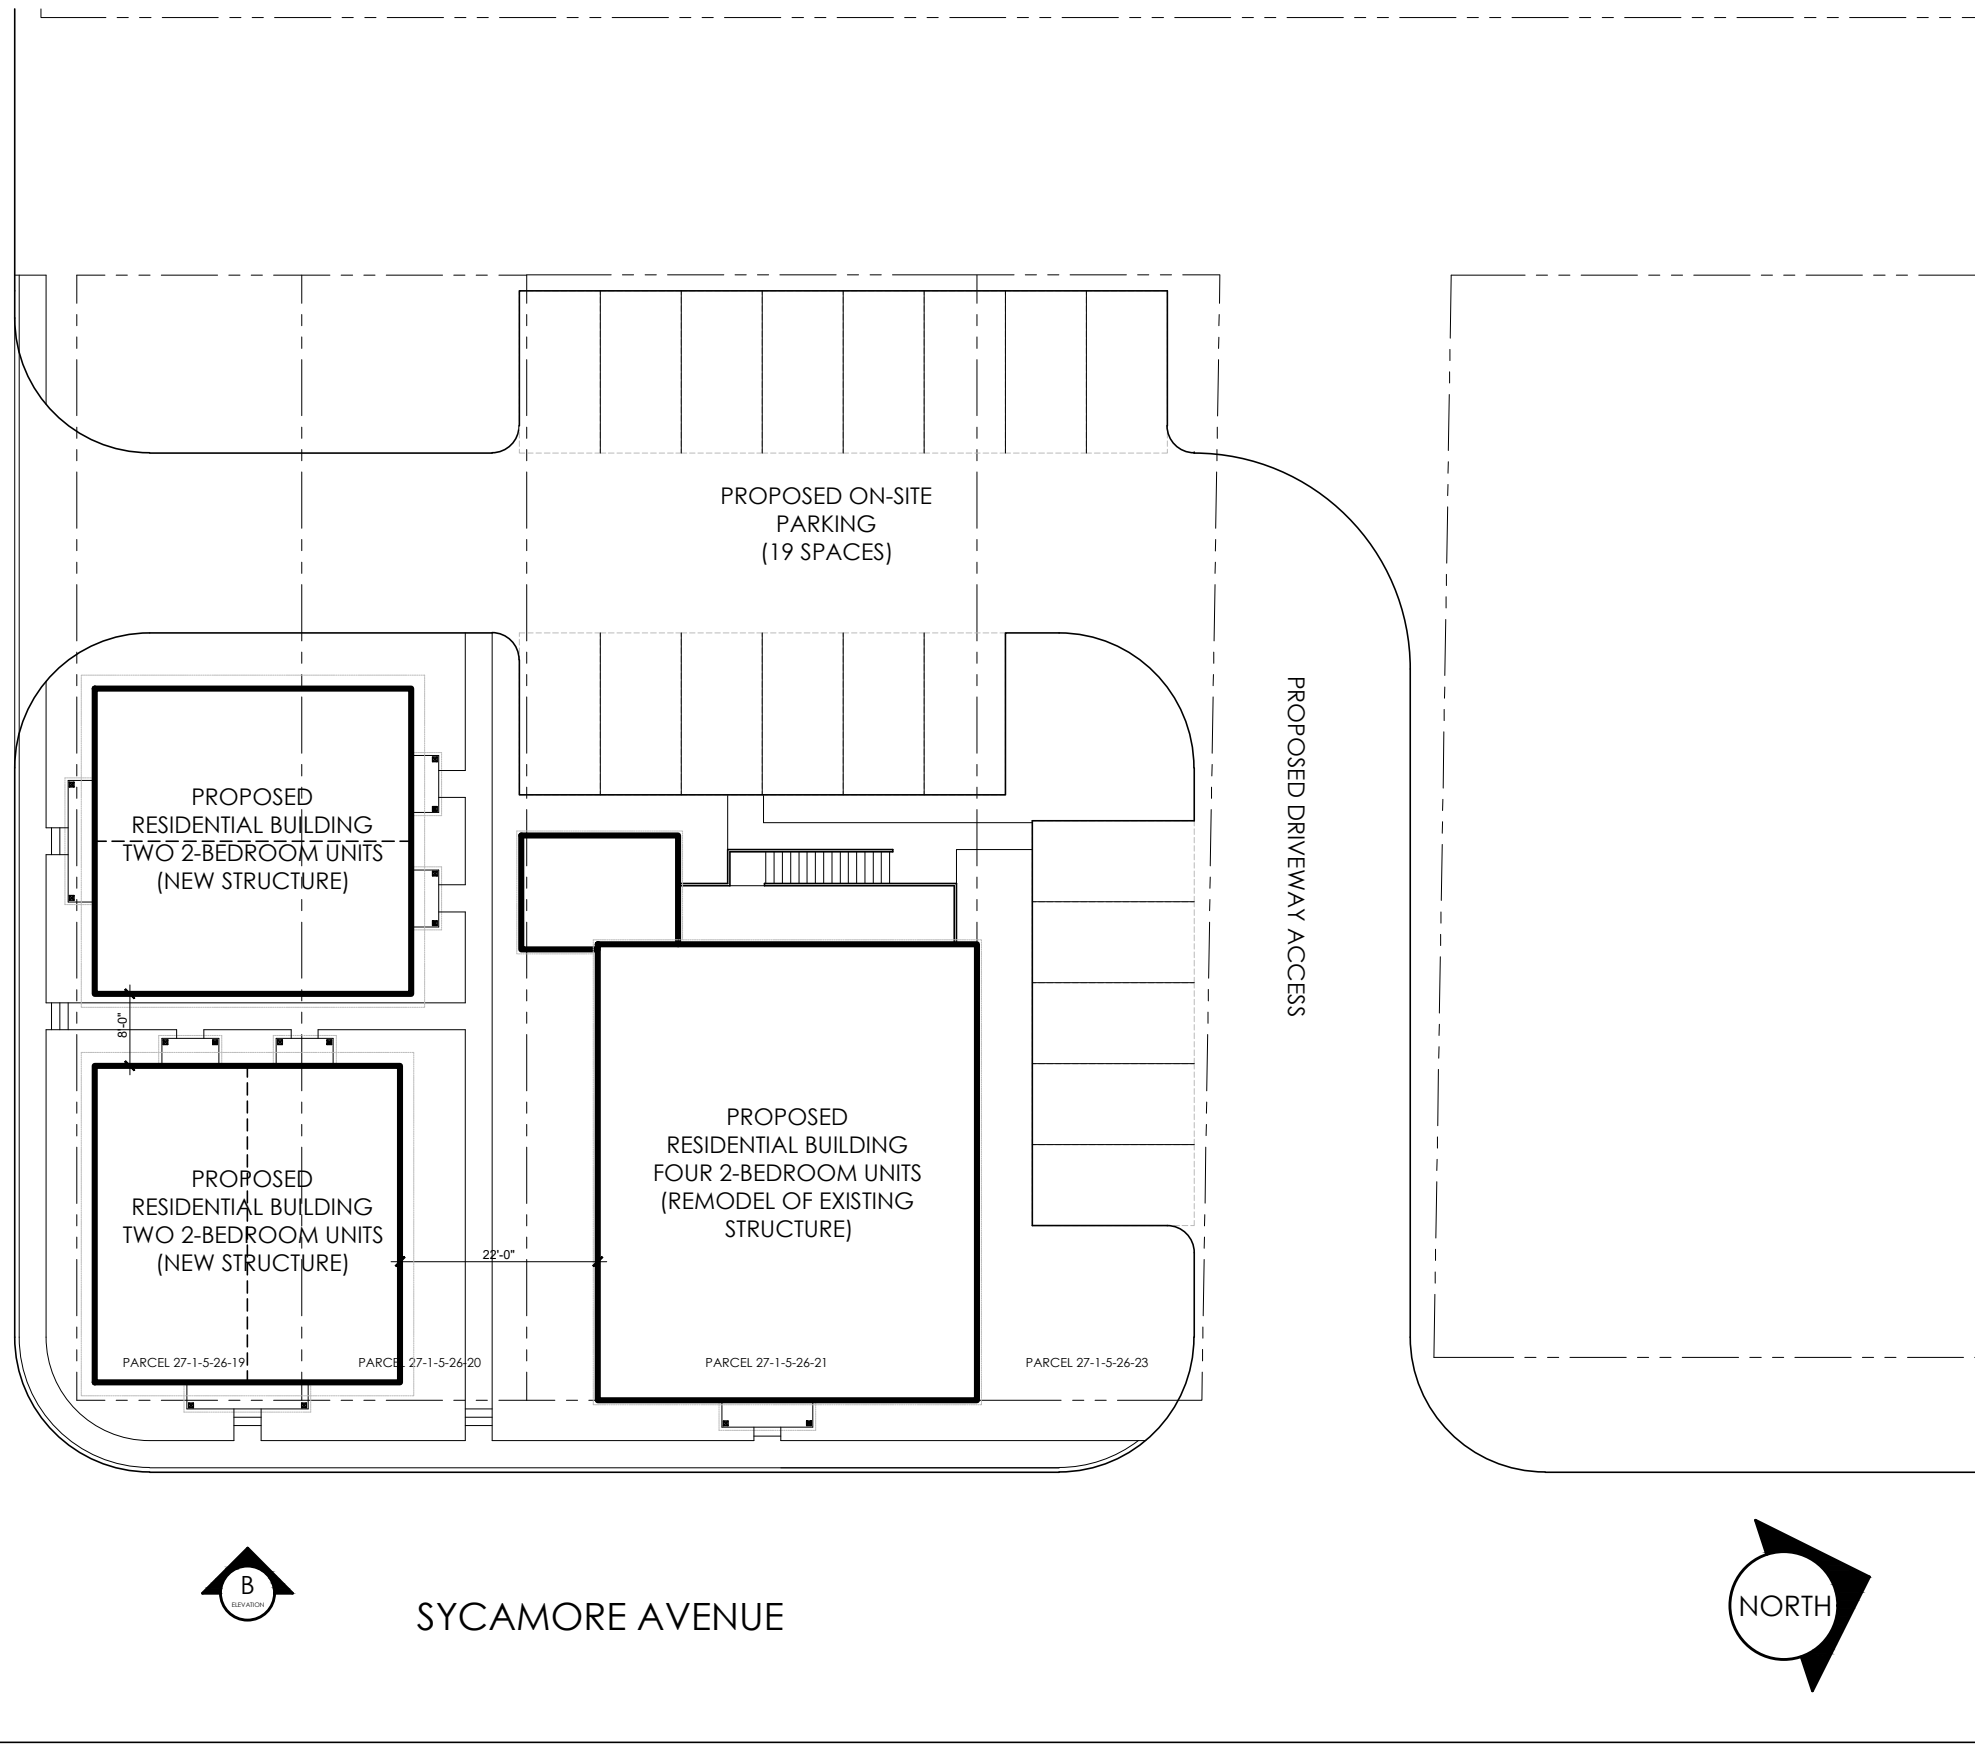 PROPOSED ON-SITE
PARKING
(19 SPACES)
PROPOSED DRIVEWAY ACCESS
PROPOSED
RESIDENTIAL BUILDING
TWO 2-BEDROOM UNITS
(NEW STRUCTURE)
8'-0"
PROPOSED
RESIDENTIAL BUILDING
TWO 2-BEDROOM UNITS
(NEW STRUCTURE)
22'-0"
PROPOSED
RESIDENTIAL BUILDING
FOUR 2-BEDROOM UNITS
(REMODEL OF EXISTING
STRUCTURE)
PARCEL 27-1-5-26-19
PARCEL 27-1-5-26-20
PARCEL 27-1-5-26-21
PARCEL 27-1-5-26-23
B
ELEVATION
SYCAMORE AVENUE
NORTH